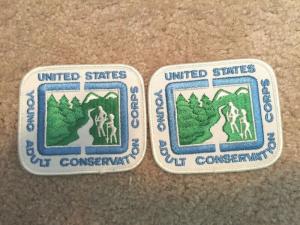 UNITED STATES
YOUNG ADULT CONSERVATION CORPS
UNITED STATES
YOUNG ADULT CONSERVATION CORPS